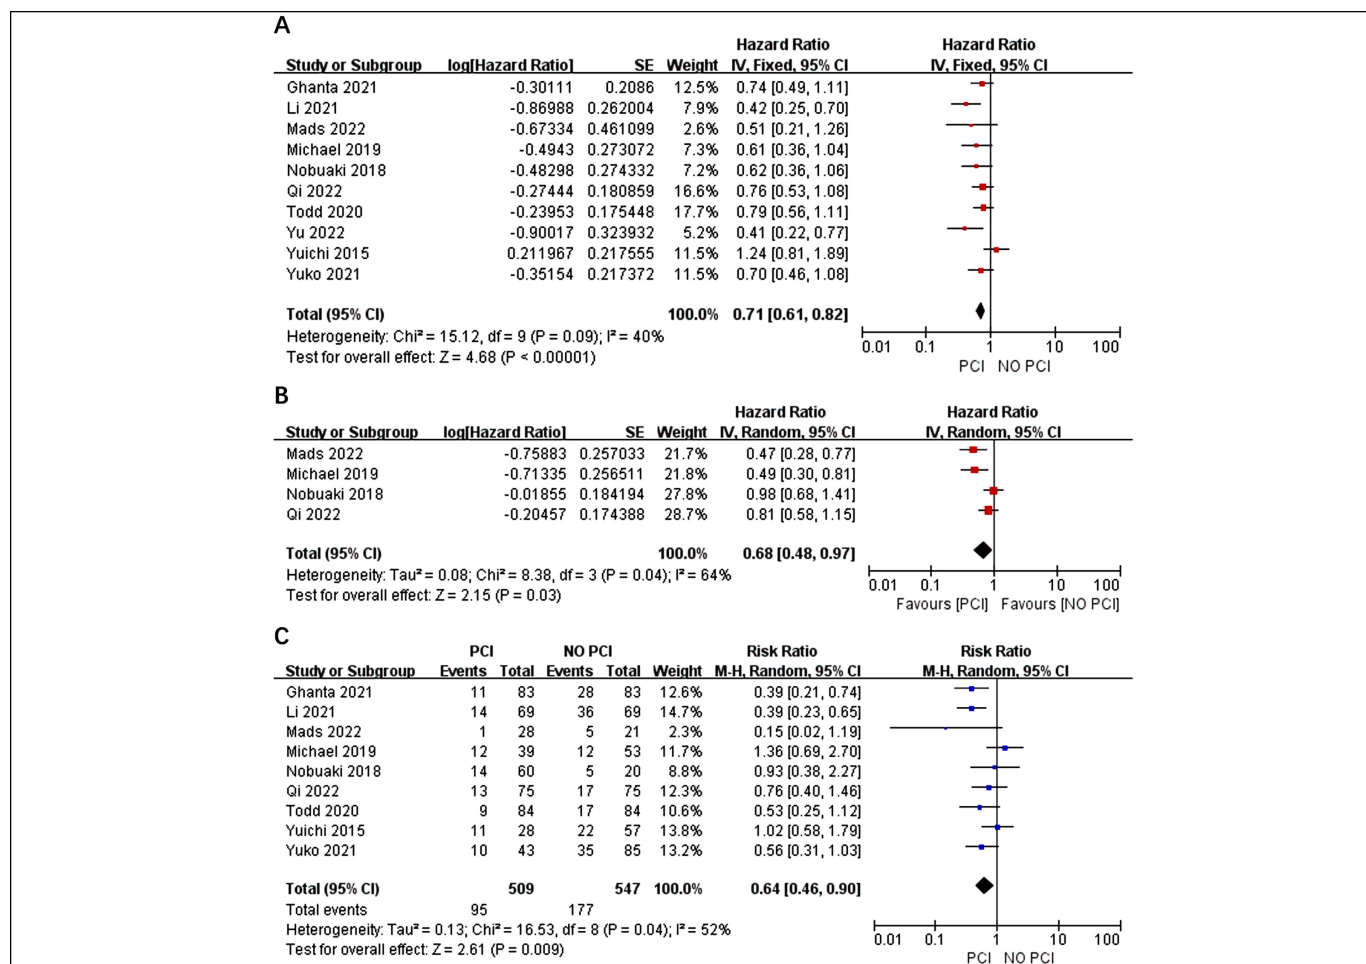 A
Hazard Ratio Hazard Ratio
Study or Subgroup log[Hazard Ratio] SE Weight IV, Fixed, 95% CI IV, Fixed, 95% CI
Ghanta 2021 -0.30111 0.2086 12.5% 0.74 [0.49, 1.11]
Li 2021 -0.86988 0.262004 7.9% 0.42 [0.25, 0.70]
Mads 2022 -0.67334 0.461099 2.6% 0.51 [0.21, 1.26]
Michael 2019 -0.4943 0.273072 7.3% 0.61 [0.36, 1.04]
Nobuaki 2018 -0.48298 0.274332 7.2% 0.62 [0.36, 1.06]
Qi 2022 -0.27444 0.180859 16.6% 0.76 [0.53, 1.08]
Todd 2020 -0.23953 0.175448 17.7% 0.79 [0.56, 1.11]
Yu 2022 -0.90017 0.323932 5.2% 0.41 [0.22, 0.77]
Yuichi 2015 0.211967 0.217555 11.5% 1.24 [0.81, 1.89]
Yuko 2021 -0.35154 0.217372 11.5% 0.70 [0.46, 1.08]
Total (95% CI) 100.0% 0.71 [0.61, 0.82]
Heterogeneity: Chi² = 15.12, df = 9 (P = 0.09); I² = 40%
Test for overall effect: Z = 4.68 (P < 0.00001)
0.01 0.1 1 10 100
PCI NO PCI
B
Hazard Ratio Hazard Ratio
Study or Subgroup log[Hazard Ratio] SE Weight IV, Random, 95% CI IV, Random, 95% CI
Mads 2022 -0.75883 0.257033 21.7% 0.47 [0.28, 0.77]
Michael 2019 -0.71335 0.256511 21.8% 0.49 [0.30, 0.81]
Nobuaki 2018 -0.01855 0.184194 27.8% 0.98 [0.68, 1.41]
Qi 2022 -0.20457 0.174388 28.7% 0.81 [0.58, 1.15]
Total (95% CI) 100.0% 0.68 [0.48, 0.97]
Heterogeneity: Tau² = 0.08; Chi² = 8.38, df = 3 (P = 0.04); I² = 64%
Test for overall effect: Z = 2.15 (P = 0.03)
0.01 0.1 1 10 100
Favours [PCI] Favours [NO PCI]
C
PCI NO PCI Risk Ratio Risk Ratio
Study or Subgroup Events Total Events Total Weight M-H, Random, 95% CI M-H, Random, 95% CI
Ghanta 2021 11 83 28 83 12.6% 0.39 [0.21, 0.74]
Li 2021 14 69 36 69 14.7% 0.39 [0.23, 0.65]
Mads 2022 1 28 5 21 2.3% 0.15 [0.02, 1.19]
Michael 2019 12 39 12 53 11.7% 1.36 [0.69, 2.70]
Nobuaki 2018 14 60 5 20 8.8% 0.93 [0.38, 2.27]
Qi 2022 13 75 17 75 12.3% 0.76 [0.40, 1.46]
Todd 2020 9 84 17 84 10.6% 0.53 [0.25, 1.12]
Yuichi 2015 11 28 22 57 13.8% 1.02 [0.58, 1.79]
Yuko 2021 10 43 35 85 13.2% 0.56 [0.31, 1.03]
Total (95% CI) 509 547 100.0% 0.64 [0.46, 0.90]
Total events 95 177
Heterogeneity: Tau² = 0.13; Chi² = 16.53, df = 8 (P = 0.04); I² = 52%
Test for overall effect: Z = 2.61 (P = 0.009)
0.01 0.1 1 10 100
PCI NO PCI